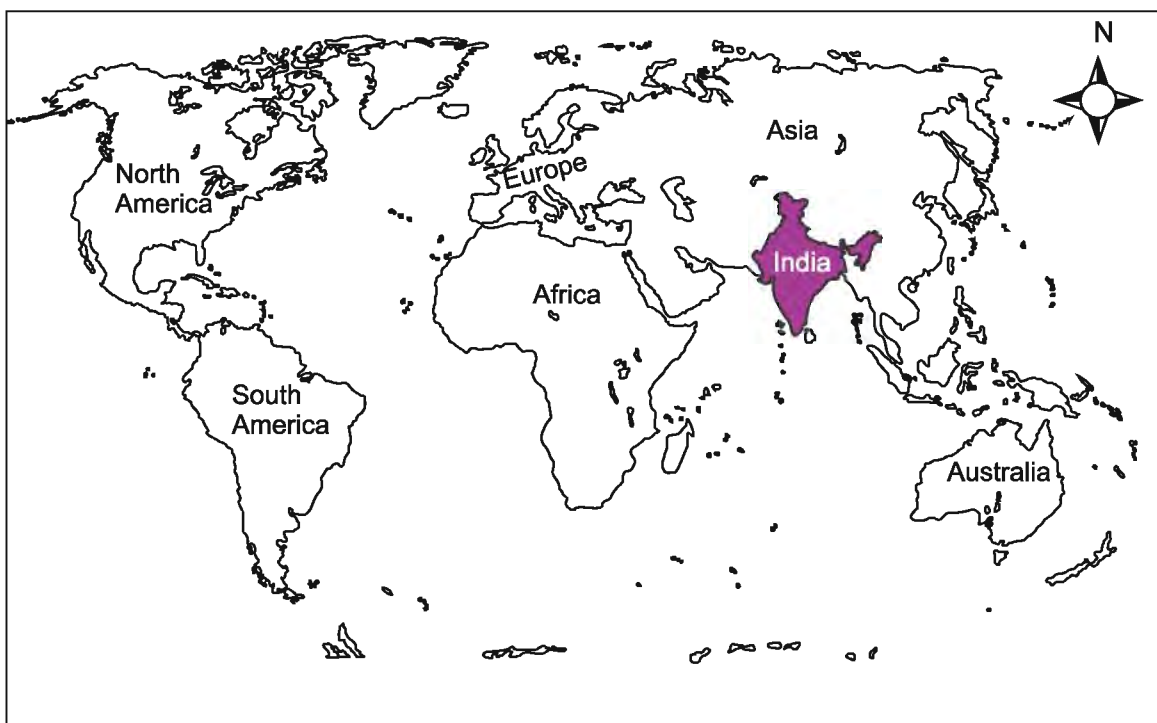 N
Asia
Europe
North
America
India
Africa
South
America
Australia